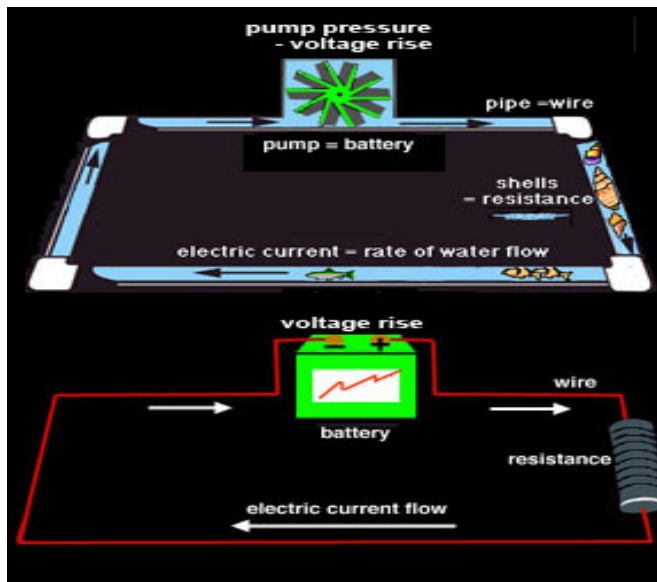 pump pressure
- voltage rise
pipe =wire
pump = battery
shells
= resistance
electric current = rate of water flow
voltage rise
− +
wire
battery
resistance
electric current flow